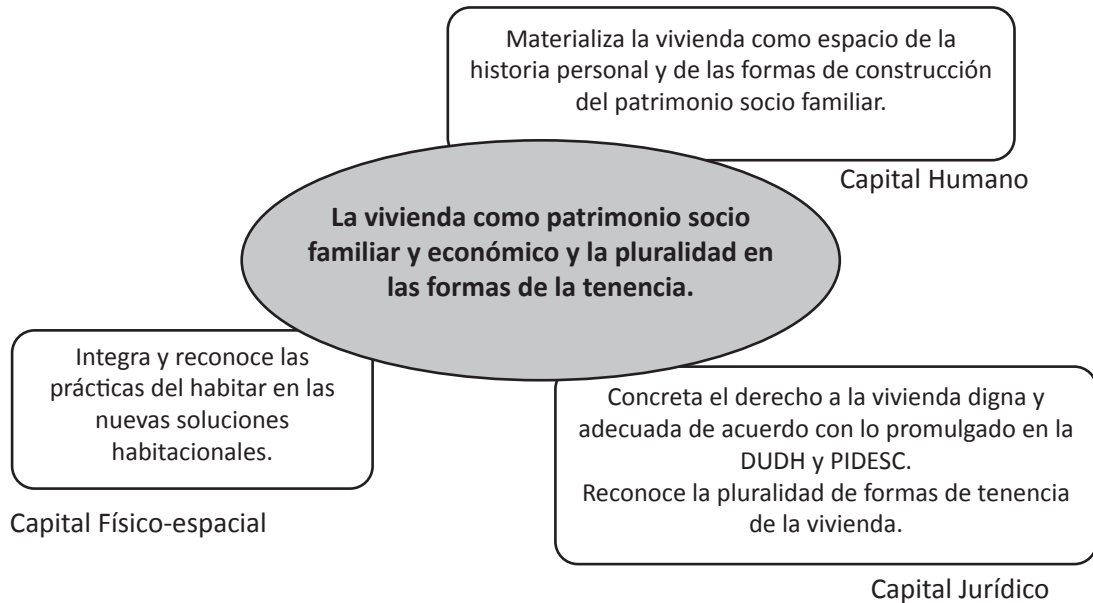 Materializa la vivienda como espacio de la
historia personal y de las formas de construcción
del patrimonio socio familiar.
Capital Humano
La vivienda como patrimonio socio
familiar y económico y la pluralidad en
las formas de la tenencia.
Integra y reconoce las
prácticas del habitar en las
nuevas soluciones
habitacionales.
Capital Físico-espacial
Concreta el derecho a la vivienda digna y
adecuada de acuerdo con lo promulgado en la
DUDH y PIDESC.
Reconoce la pluralidad de formas de tenencia
de la vivienda.
Capital Jurídico